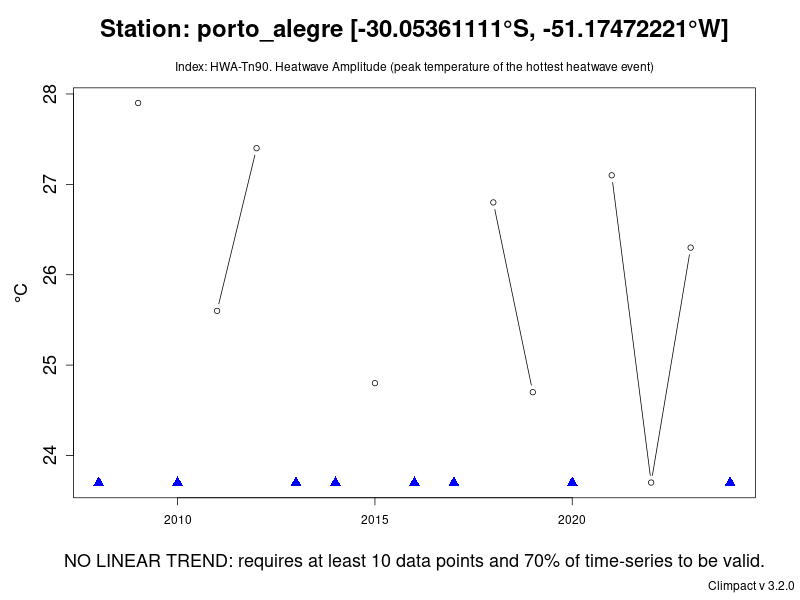 Station: porto_alegre [-30.05361111°S, -51.17472221°W]
Index: HWA-Tn90. Heatwave Amplitude (peak temperature of the hottest heatwave event)
28
27
26
25
24
°C
2010 2015 2020
NO LINEAR TREND: requires at least 10 data points and 70% of time-series to be valid.
Climpact v 3.2.0